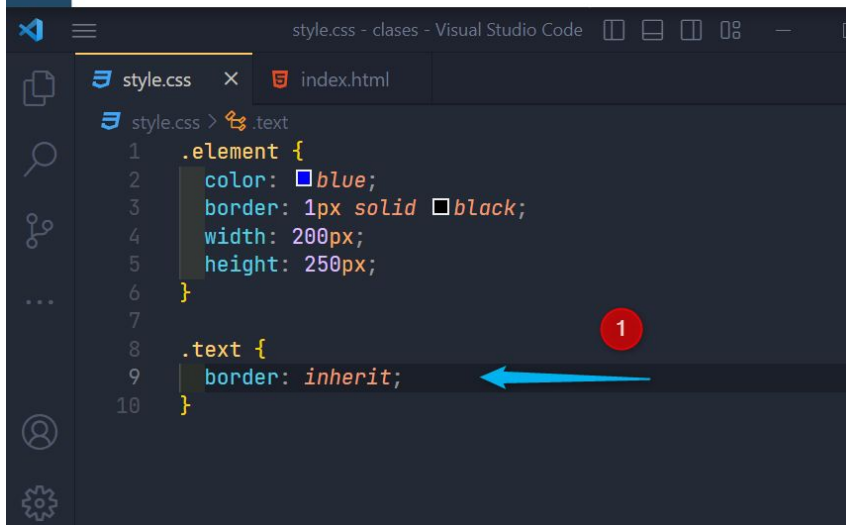 style.css - clases - Visual Studio Code
style.css index.html
style.css > .text
1 .element {
2 color: blue;
3 border: 1px solid black;
4 width: 200px;
5 height: 250px;
6 }
7
1
8 .text {
9 border: inherit;
10 }